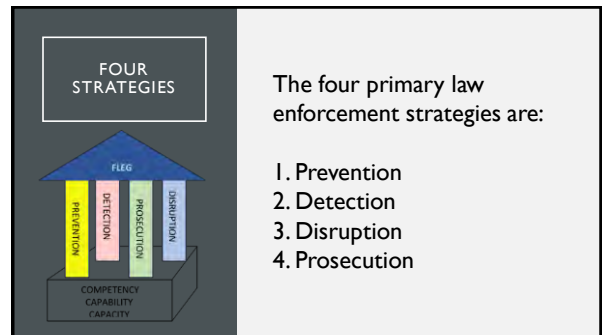 FOUR
STRATEGIES
FLEG
PREVENTION
DETECTION
PROSECUTION
DISRUPTION
COMPETENCY
CAPABILITY
CAPACITY
The four primary law
enforcement strategies are:
1. Prevention
2. Detection
3. Disruption
4. Prosecution